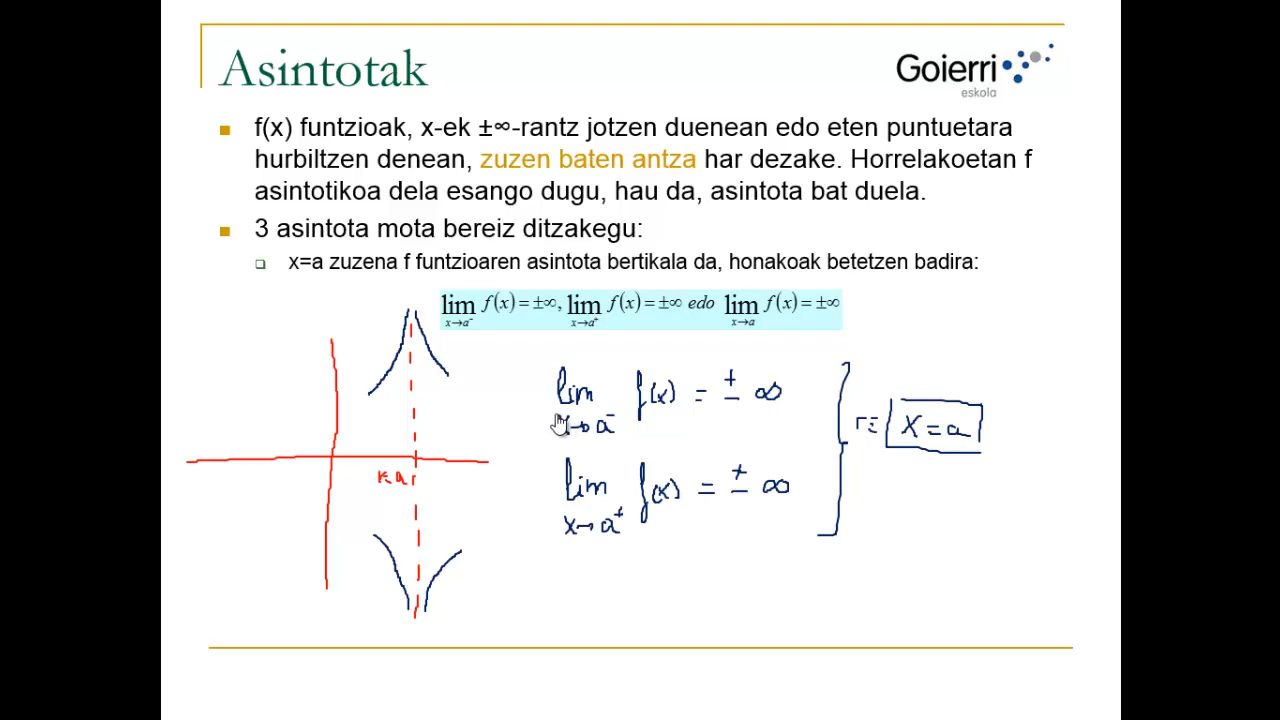 Asintotak
Goierri
eskola
f(x) funtzioak, x-ek ±∞-rantz jotzen duenean edo eten puntuetara
hurbiltzen denean, zuzen baten antza har dezake. Horrelakoetan f
asintotikoa dela esango dugu, hau da, asintota bat duela.
3 asintota mota bereiz ditzakegu:
x=a zuzena f funtzioaren asintota bertikala da, honakoak betetzen badira:
lim x→a⁻ f(x) = ±∞, lim x→a⁺ f(x) = ±∞ edo lim x→a f(x) = ±∞
lim f(x) = ± ∞
x→a⁻
X=a
lim f(x) = ± ∞
x→a⁺